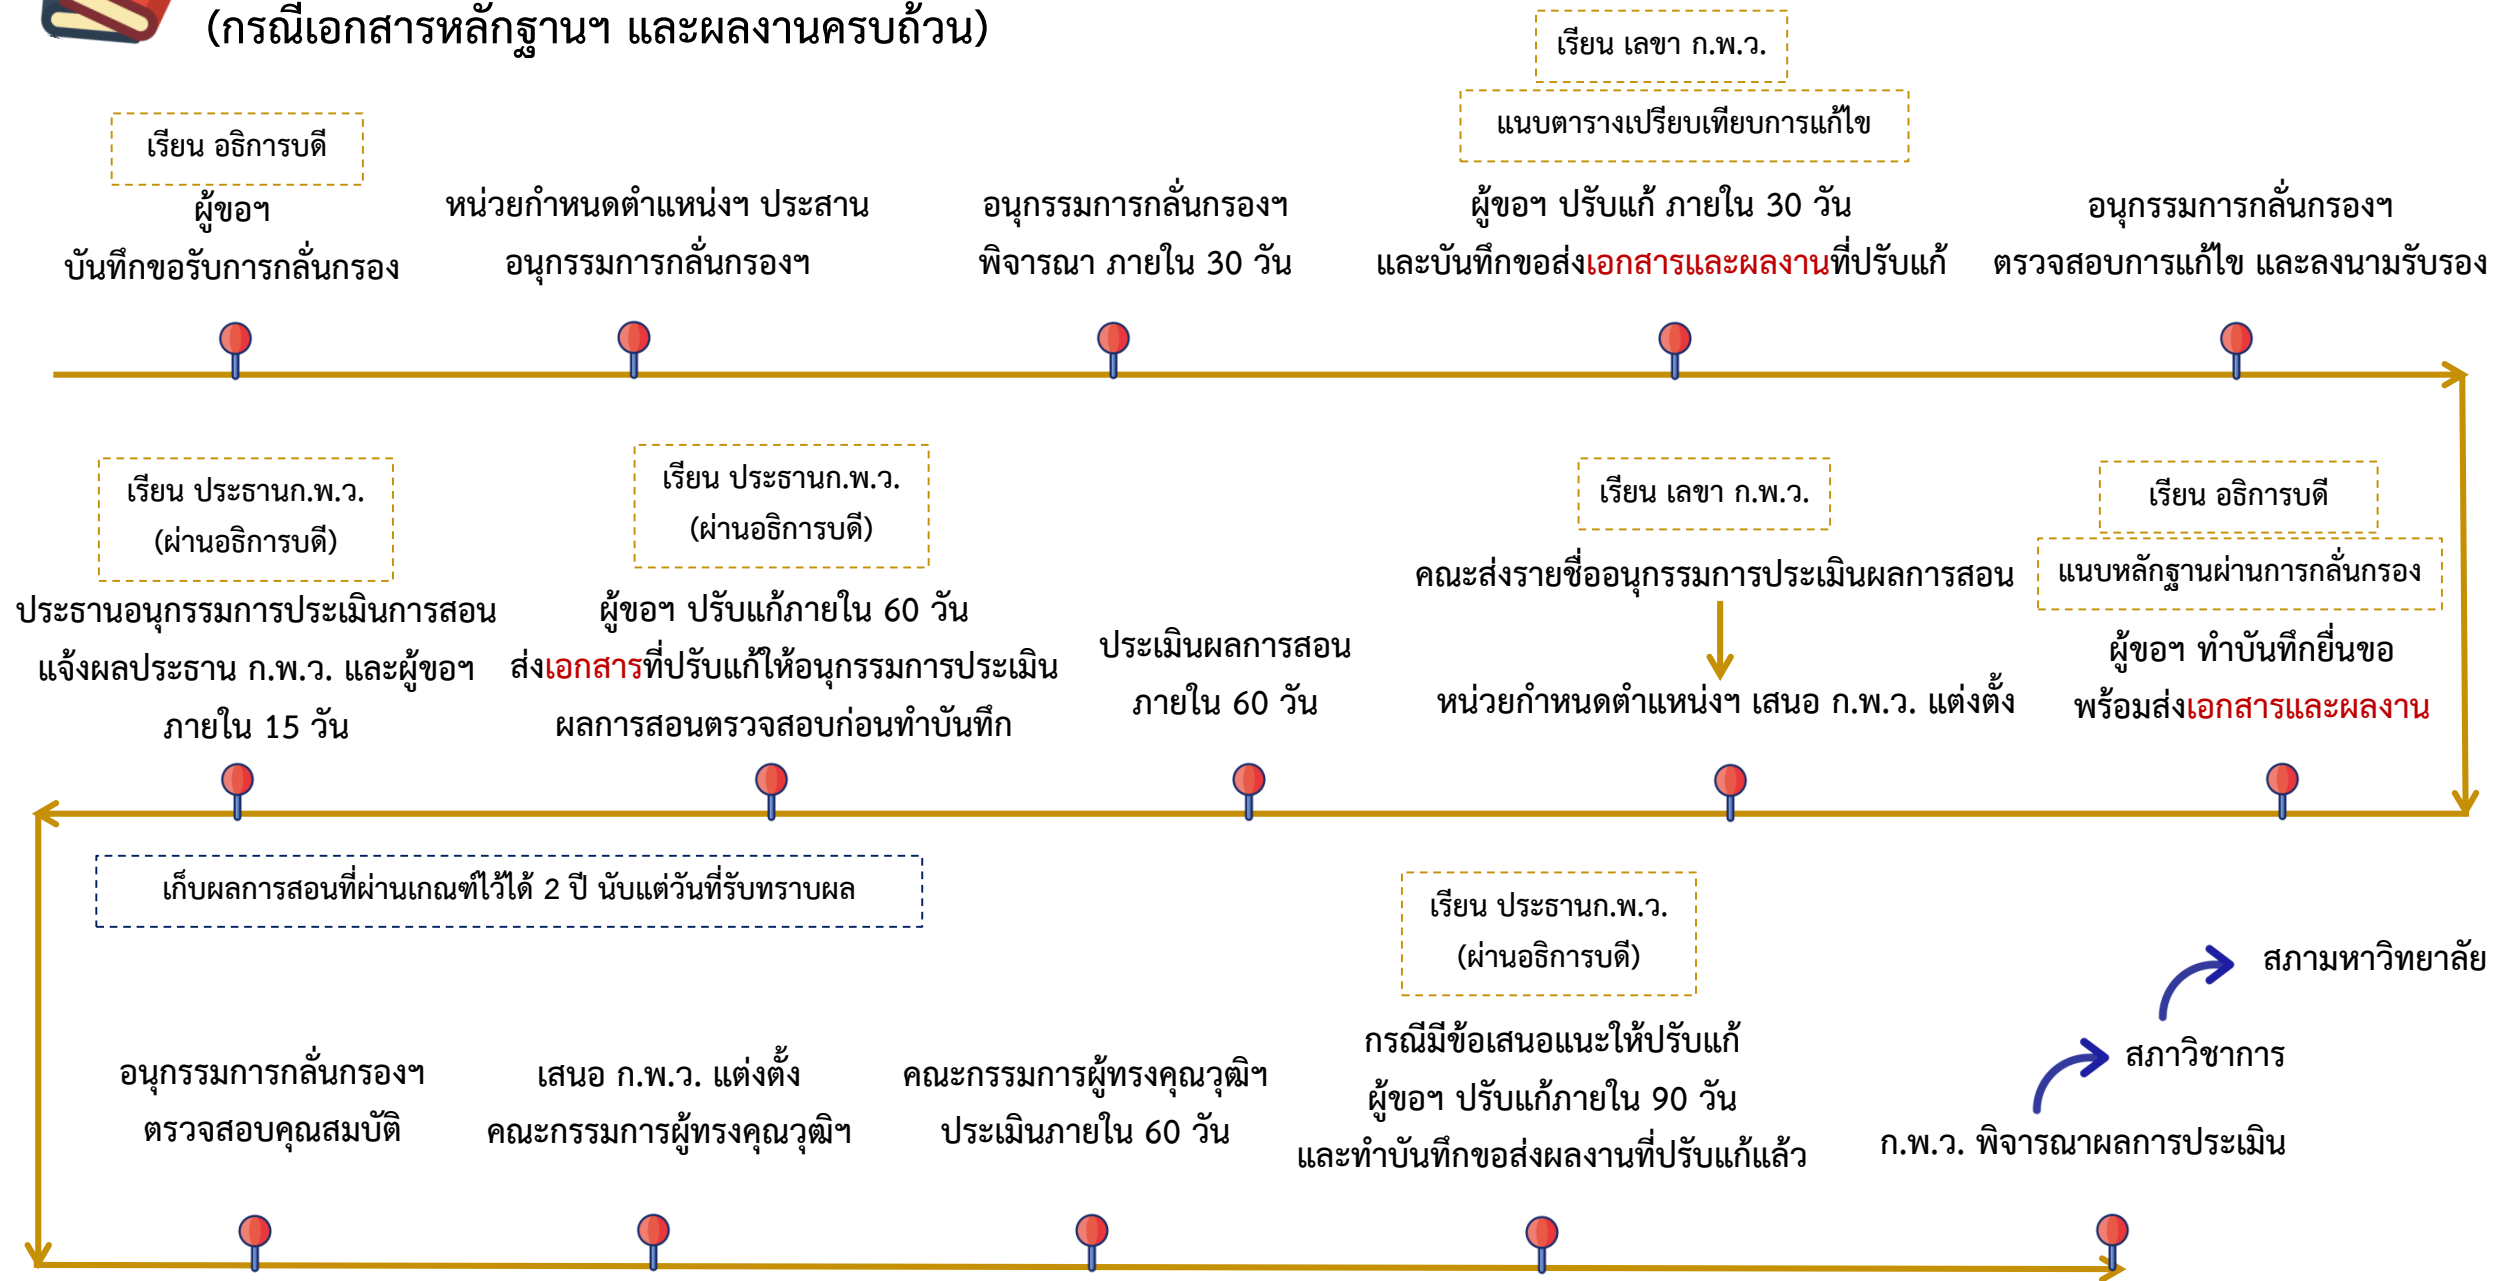 (กรณีเอกสารหลักฐานฯ และผลงานครบถ้วน)
เรียน อธิการบดี
ผู้ขอฯ
บันทึกขอรับการกลั่นกรอง
หน่วยกำหนดตำแหน่งฯ ประสาน
อนุกรรมการกลั่นกรองฯ
อนุกรรมการกลั่นกรองฯ
พิจารณา ภายใน 30 วัน
เรียน เลขา ก.พ.ว.
แนบตารางเปรียบเทียบการแก้ไข
ผู้ขอฯ ปรับแก้ ภายใน 30 วัน
และบันทึกขอส่งเอกสารและผลงานที่ปรับแก้
อนุกรรมการกลั่นกรองฯ
ตรวจสอบการแก้ไข และลงนามรับรอง
เรียน อธิการบดี
แนบหลักฐานผ่านการกลั่นกรอง
ผู้ขอฯ ทำบันทึกยื่นขอ
พร้อมส่งเอกสารและผลงาน
เรียน เลขา ก.พ.ว.
คณะส่งรายชื่ออนุกรรมการประเมินผลการสอน
หน่วยกำหนดตำแหน่งฯ เสนอ ก.พ.ว. แต่งตั้ง
ประเมินผลการสอน
ภายใน 60 วัน
เรียน ประธานก.พ.ว.
(ผ่านอธิการบดี)
ผู้ขอฯ ปรับแก้ภายใน 60 วัน
ส่งเอกสารที่ปรับแก้ให้อนุกรรมการประเมิน
ผลการสอนตรวจสอบก่อนทำบันทึก
เรียน ประธานก.พ.ว.
(ผ่านอธิการบดี)
ประธานอนุกรรมการประเมินการสอน
แจ้งผลประธาน ก.พ.ว. และผู้ขอฯ
ภายใน 15 วัน
เก็บผลการสอนที่ผ่านเกณฑ์ไว้ได้ 2 ปี นับแต่วันที่รับทราบผล
อนุกรรมการกลั่นกรองฯ
ตรวจสอบคุณสมบัติ
เสนอ ก.พ.ว. แต่งตั้ง
คณะกรรมการผู้ทรงคุณวุฒิฯ
คณะกรรมการผู้ทรงคุณวุฒิฯ
ประเมินภายใน 60 วัน
เรียน ประธานก.พ.ว.
(ผ่านอธิการบดี)
กรณีมีข้อเสนอแนะให้ปรับแก้
ผู้ขอฯ ปรับแก้ภายใน 90 วัน
และทำบันทึกขอส่งผลงานที่ปรับแก้แล้ว
ก.พ.ว. พิจารณาผลการประเมิน
สภาวิชาการ
สภามหาวิทยาลัย